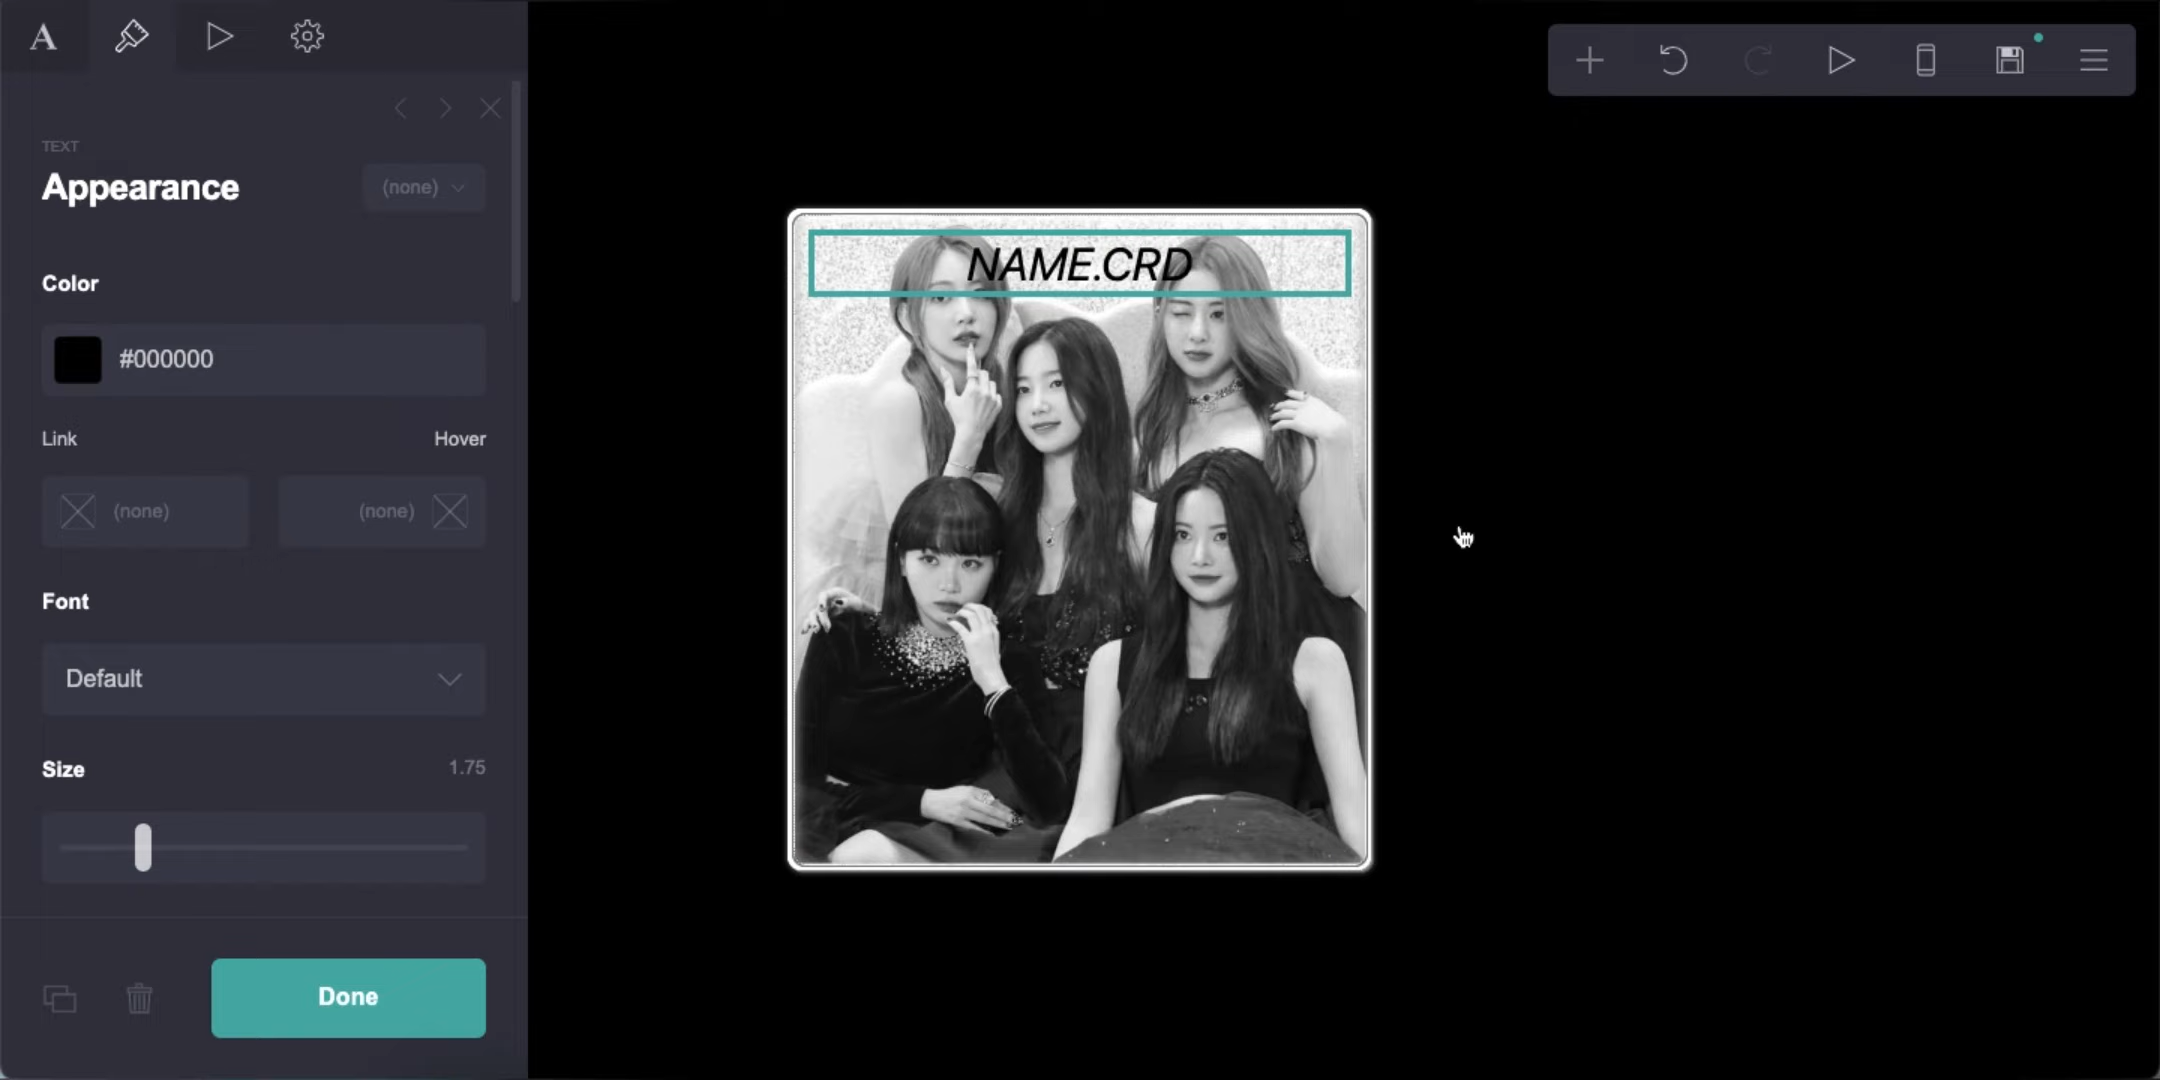 A
TEXT
Appearance
(none)
Color
#000000
Link
Hover
(none)
(none)
Font
Default
Size
1.75
Done
NAME.CRD